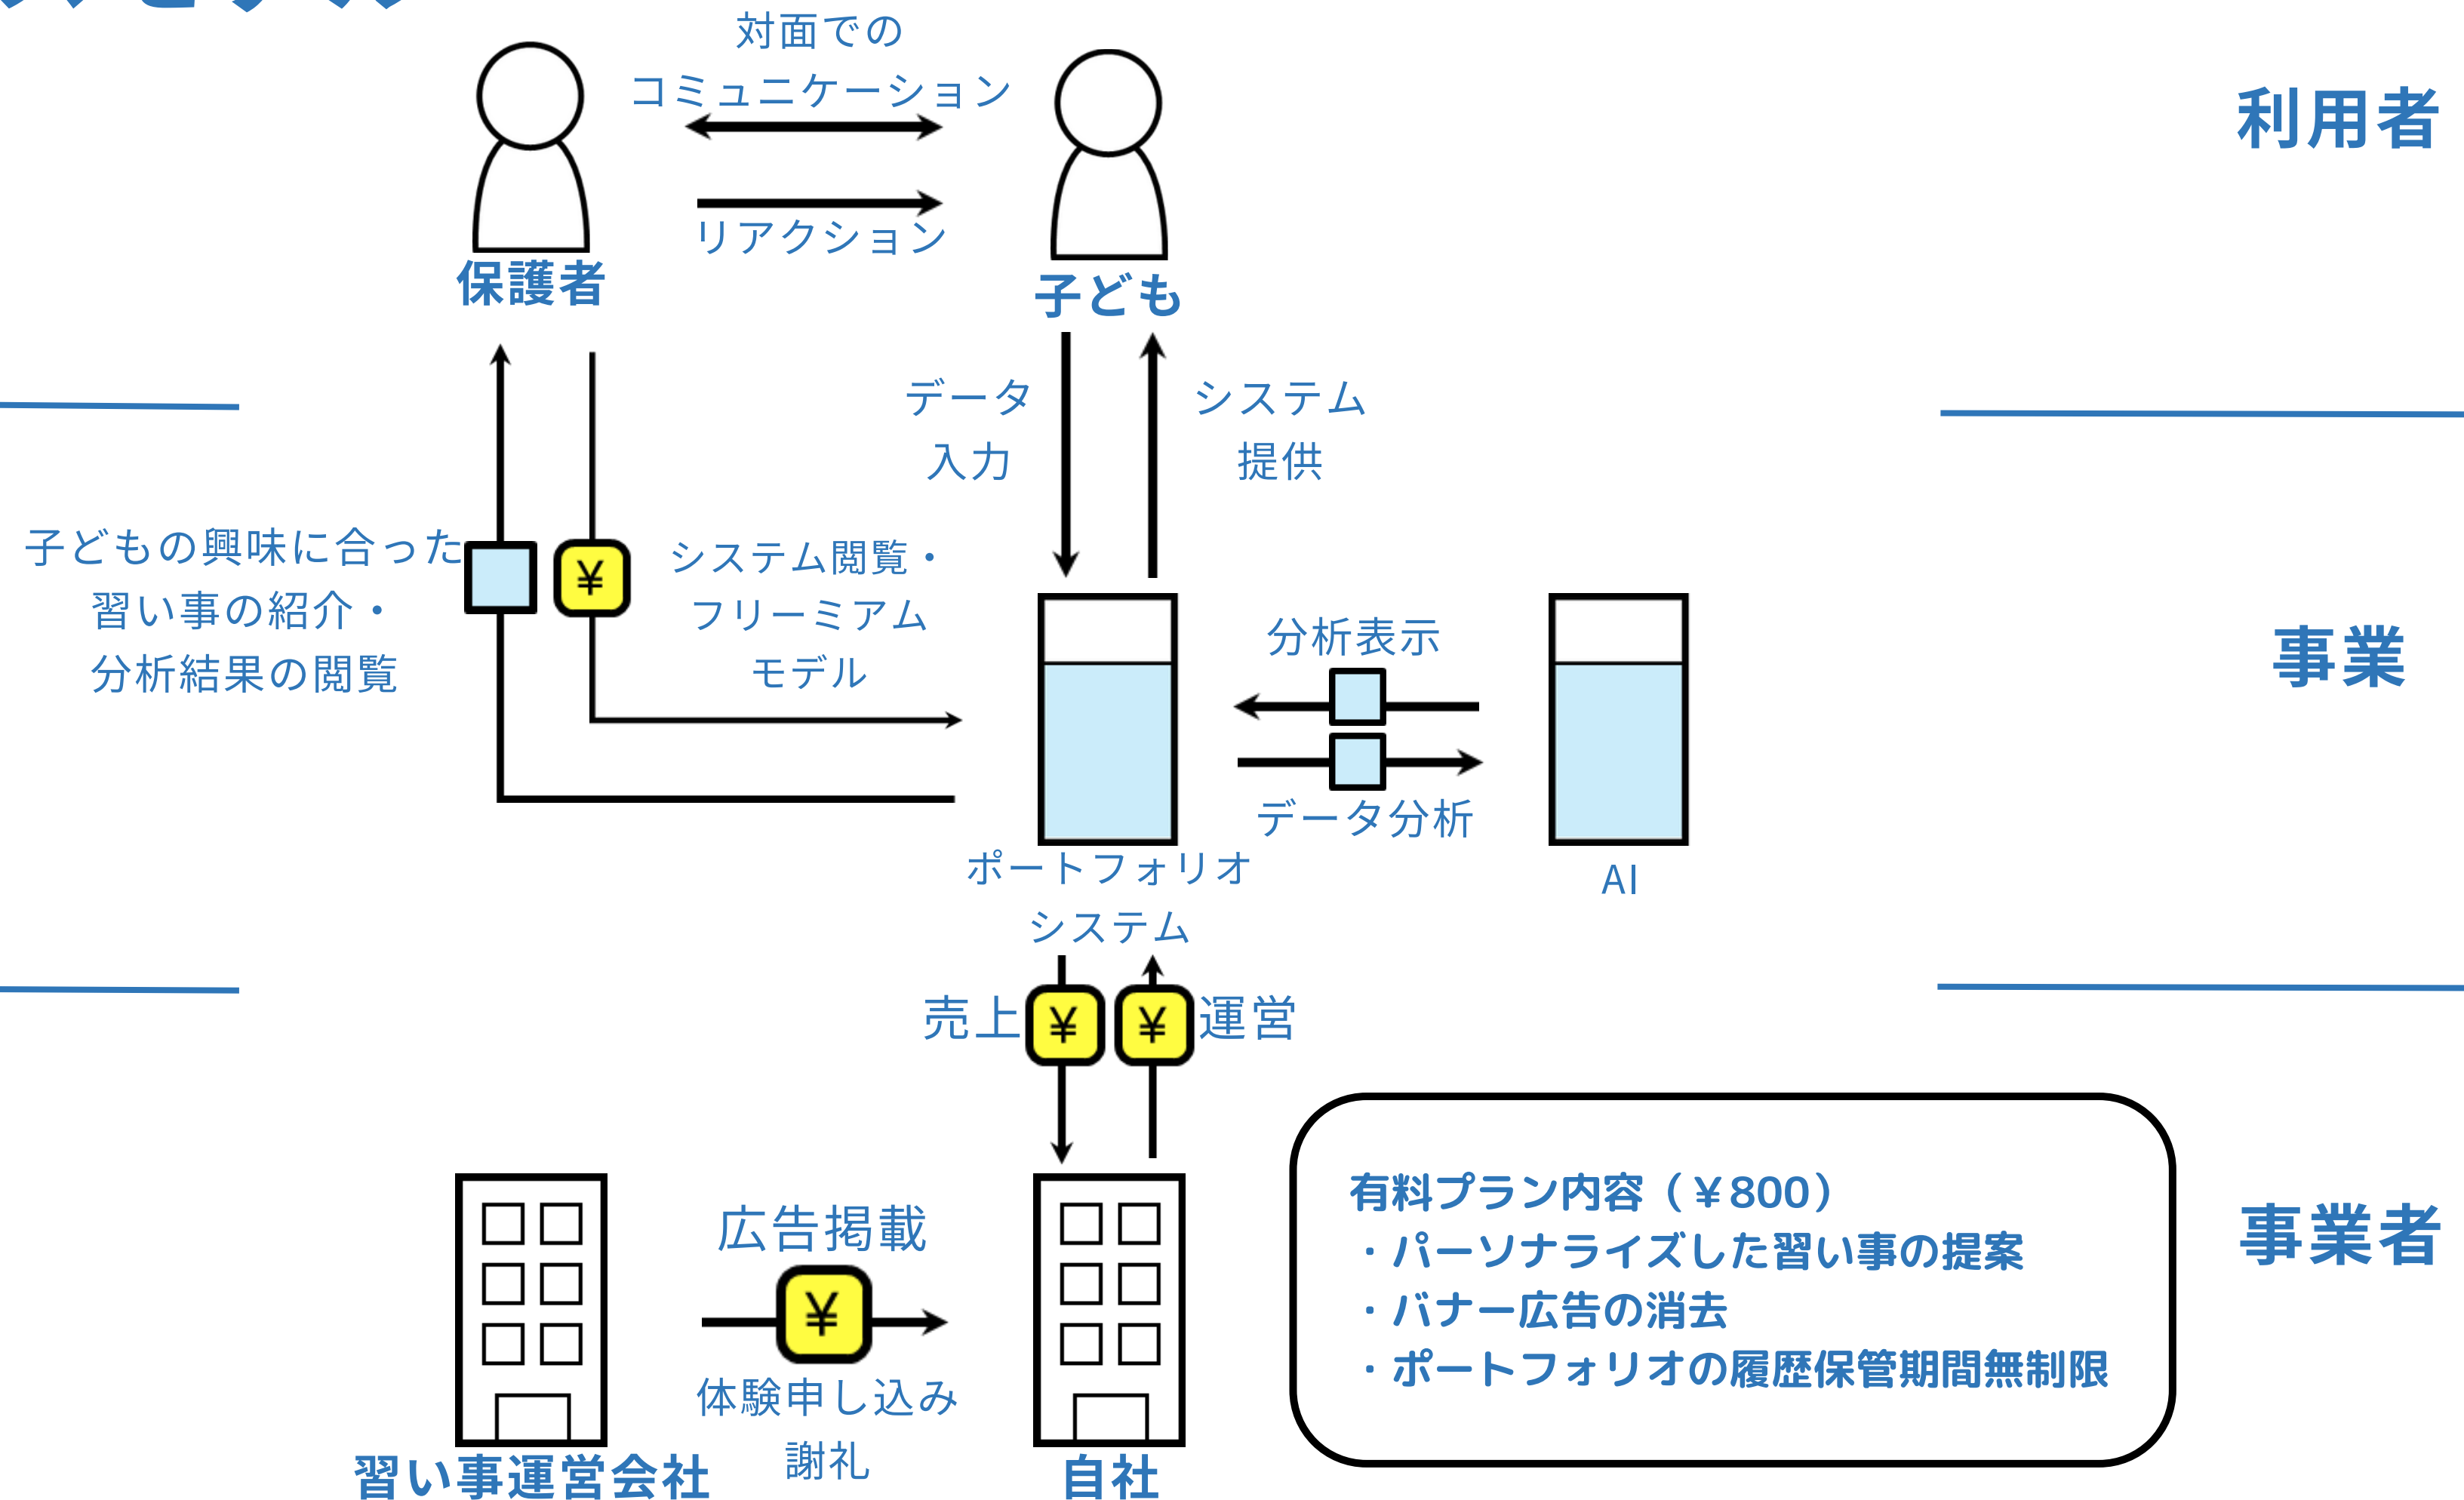 対面での
コミュニケーション
利用者
リアクション
保護者
子ども
データ
入力
システム
提供
子どもの興味に合った
習い事の紹介・
分析結果の閲覧
¥
システム閲覧・
フリーミアム
モデル
分析表示
データ分析
事業
ポートフォリオ
システム
AI
売上
¥
¥
運営
広告掲載
¥
体験申し込み
謝礼
習い事運営会社
自社
有料プラン内容（￥800）
・パーソナライズした習い事の提案
・バナー広告の消去
・ポートフォリオの履歴保管期間無制限
事業者